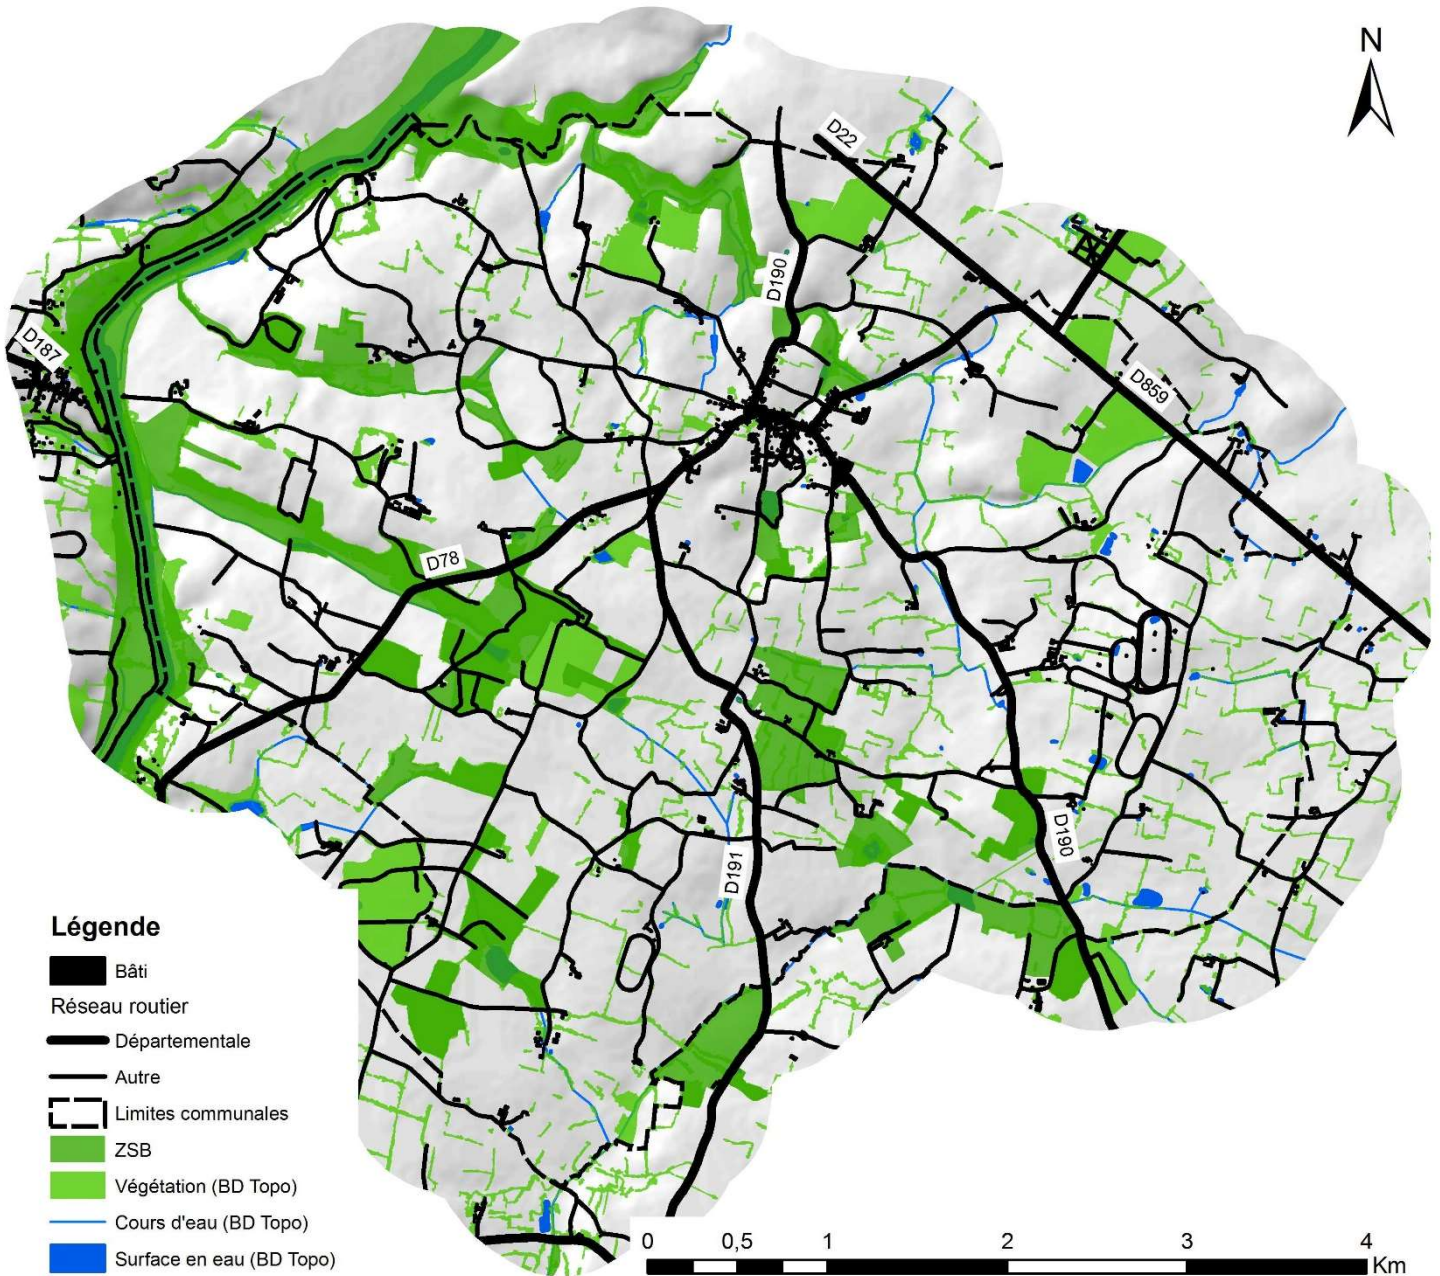 N
D22
D190
D187
D859
D78
D190
D191
Légende
Bâti
Réseau routier
Départementale
Autre
Limites communales
ZSB
Végétation (BD Topo)
Cours d'eau (BD Topo)
Surface en eau (BD Topo)
0 0,5 1 2 3 4
Km